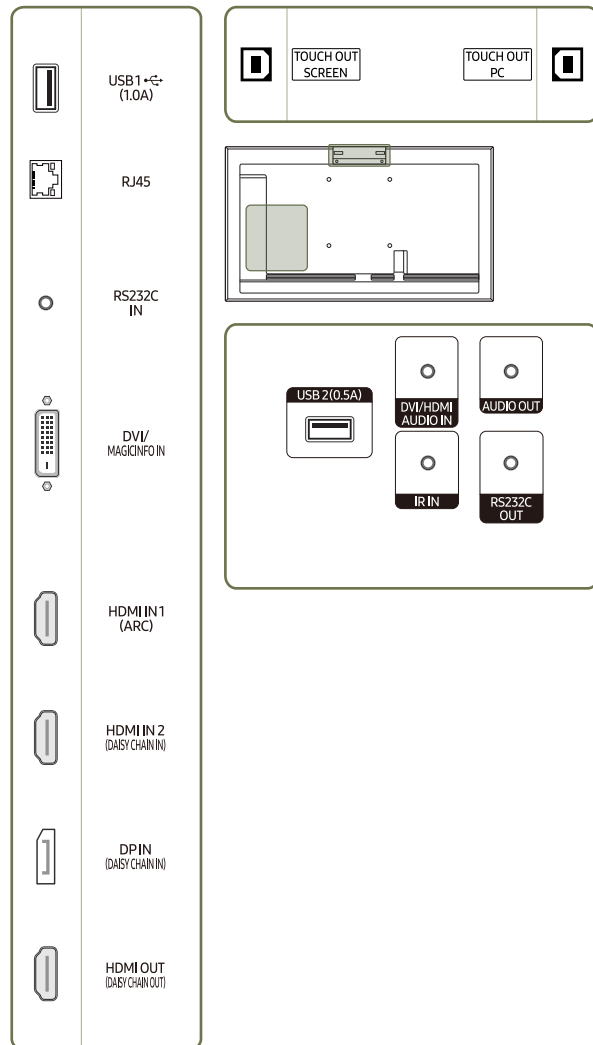 USB1
(1.0A)
RJ45
RS232C
IN
DVI/
MAGICINFO IN
HDMI IN 1
(ARC)
HDMI IN 2
(DAISY CHAIN IN)
DP IN
(DAISY CHAIN IN)
HDMI OUT
(DAISY CHAIN OUT)
TOUCH OUT
SCREEN
TOUCH OUT
PC
USB 2(0.5A)
DVI/HDMI
AUDIO IN
AUDIO OUT
IR IN
RS232C
OUT